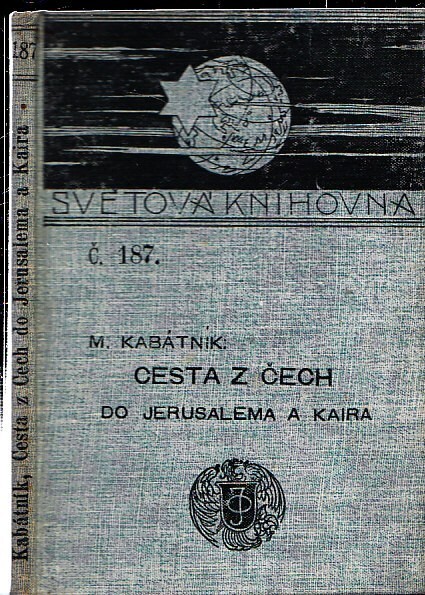 SVĚTOVÁ KNIHOVNA
Č. 187.
M. KABÁTNÍK:
CESTA Z ČECH
DO JERUSALEMA A KAIRA
187
Kabátník, Cesta z Čech do Jerusalema a Kaira